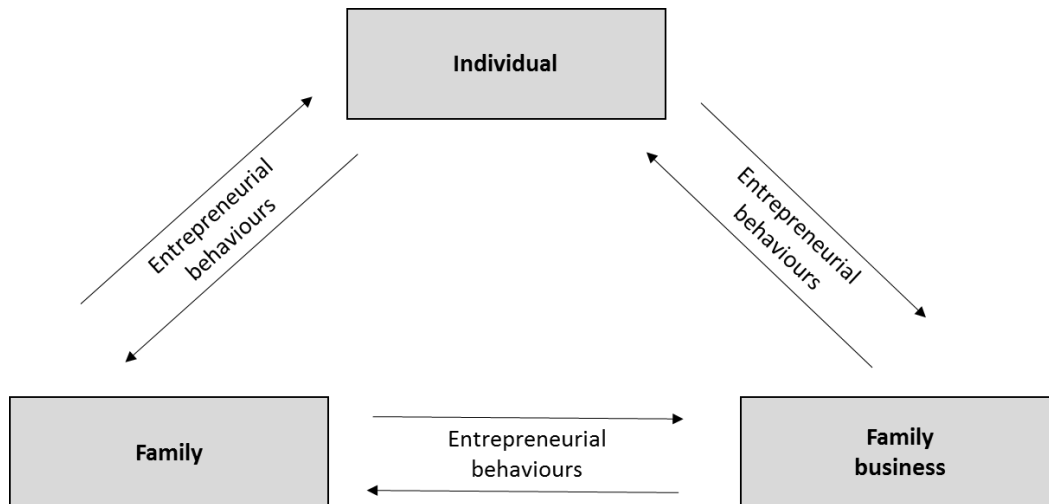 Individual
Entrepreneurial
behaviours
Entrepreneurial
behaviours
Family
Entrepreneurial
behaviours
Family
business